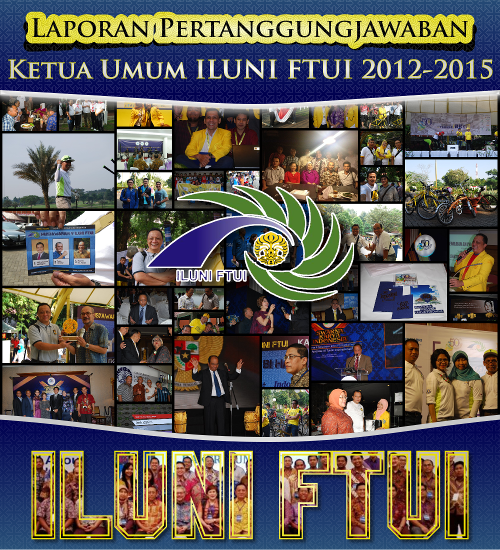 LAPORAN PERTANGGUNGJAWABAN
KETUA UMUM ILUNI FTUI 2012-2015
ILUNI FTUI
ILUNI FTUI